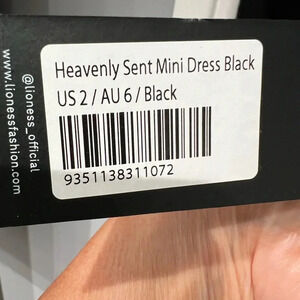 Heavenly Sent Mini Dress Black
US 2 / AU 6 / Black
9351138311072
@lioness_official
www.lionessfashion.com